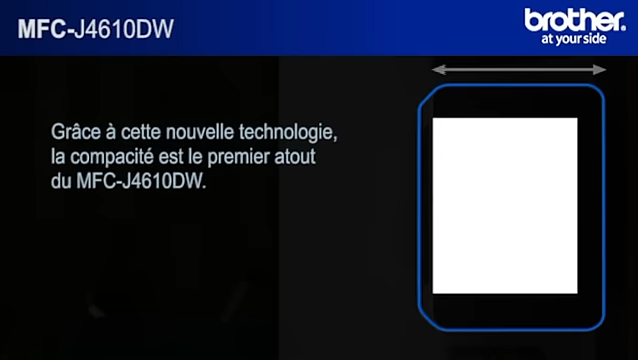 MFC-J4610DW
brother.
at your side
Grâce à cette nouvelle technologie,
la compacité est le premier atout
du MFC-J4610DW.